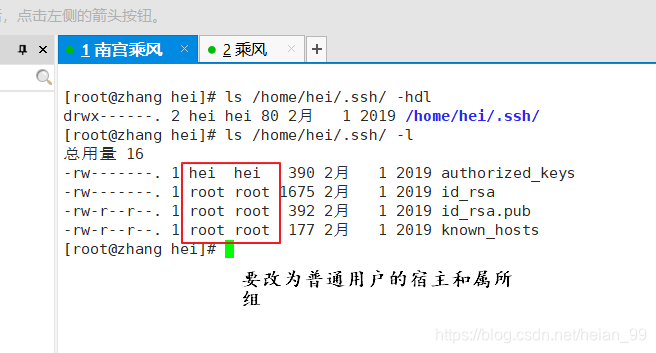 ，点击左侧的箭头按钮。
1 南宫乘风 × 2 乘风 × +
[root@zhang hei]# ls /home/hei/.ssh/ -hdl
drwx------. 2 hei hei 80 2月 1 2019 /home/hei/.ssh/
[root@zhang hei]# ls /home/hei/.ssh/ -l
总用量 16
-rw-------. 1 hei hei 390 2月 1 2019 authorized_keys
-rw-------. 1 root root 1675 2月 1 2019 id_rsa
-rw-r--r--. 1 root root 392 2月 1 2019 id_rsa.pub
-rw-r--r--. 1 root root 177 2月 1 2019 known_hosts
[root@zhang hei]#
要改为普通用户的宿主和属所
组
https://blog.csdn.net/heian_99